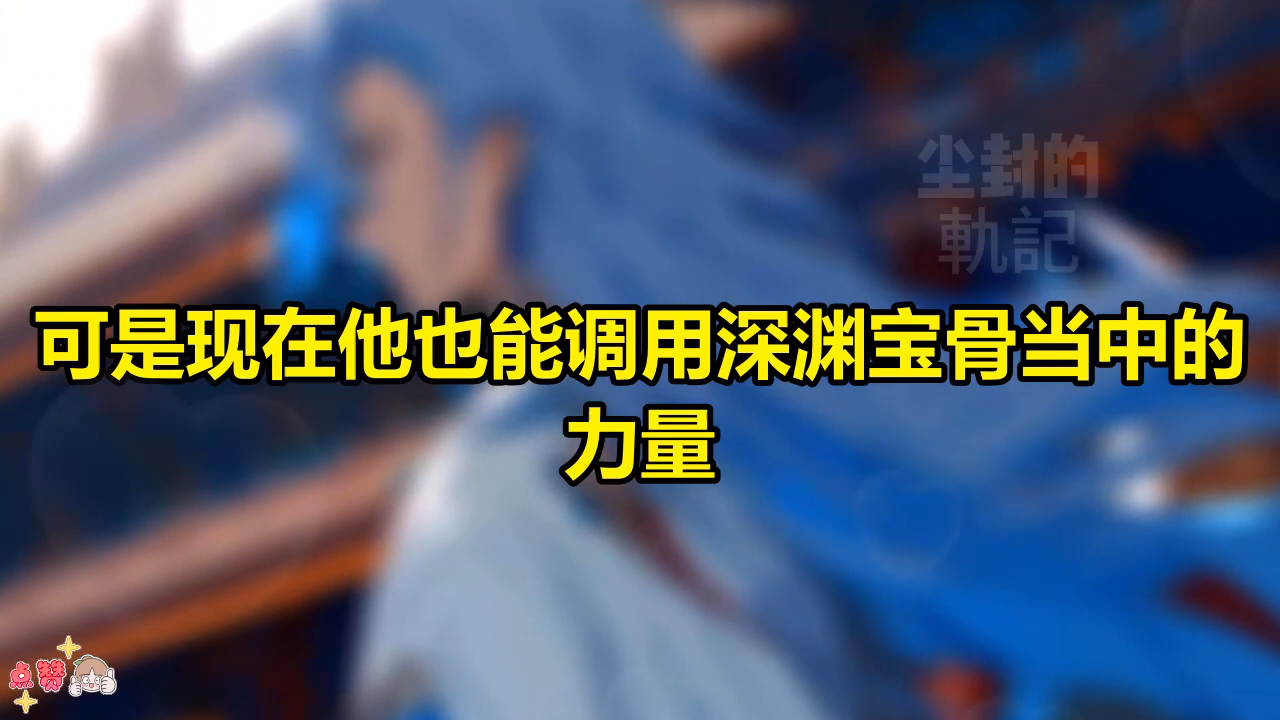 尘封的
軌記
可是现在他也能调用深渊宝骨当中的
力量
点赞